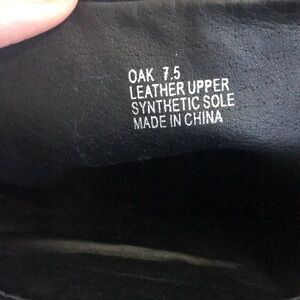 OAK 7.5
LEATHER UPPER
SYNTHETIC SOLE
MADE IN CHINA